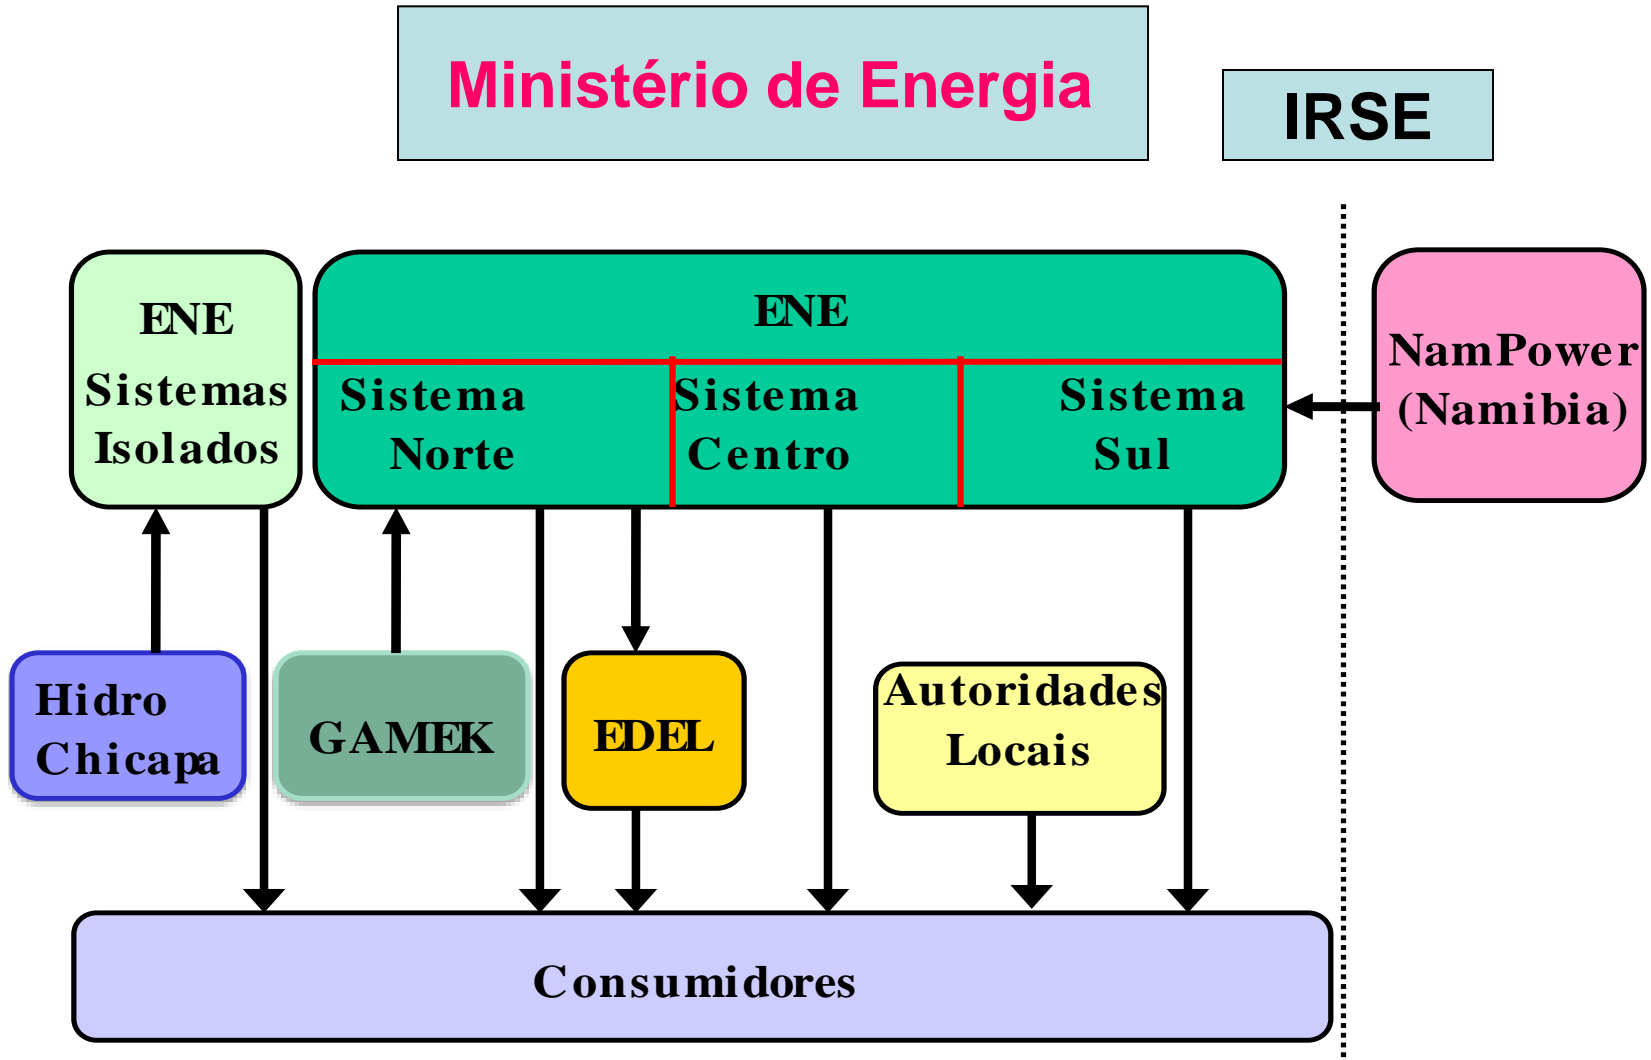 Ministério de Energia
IRSE
ENE
Sistemas
Isolados
ENE
Sistema
Norte
Sistema
Centro
Sistema
Sul
NamPower
(Namibia)
Hidro
Chicapa
GAMEK
EDEL
Autoridades
Locais
Consumidores